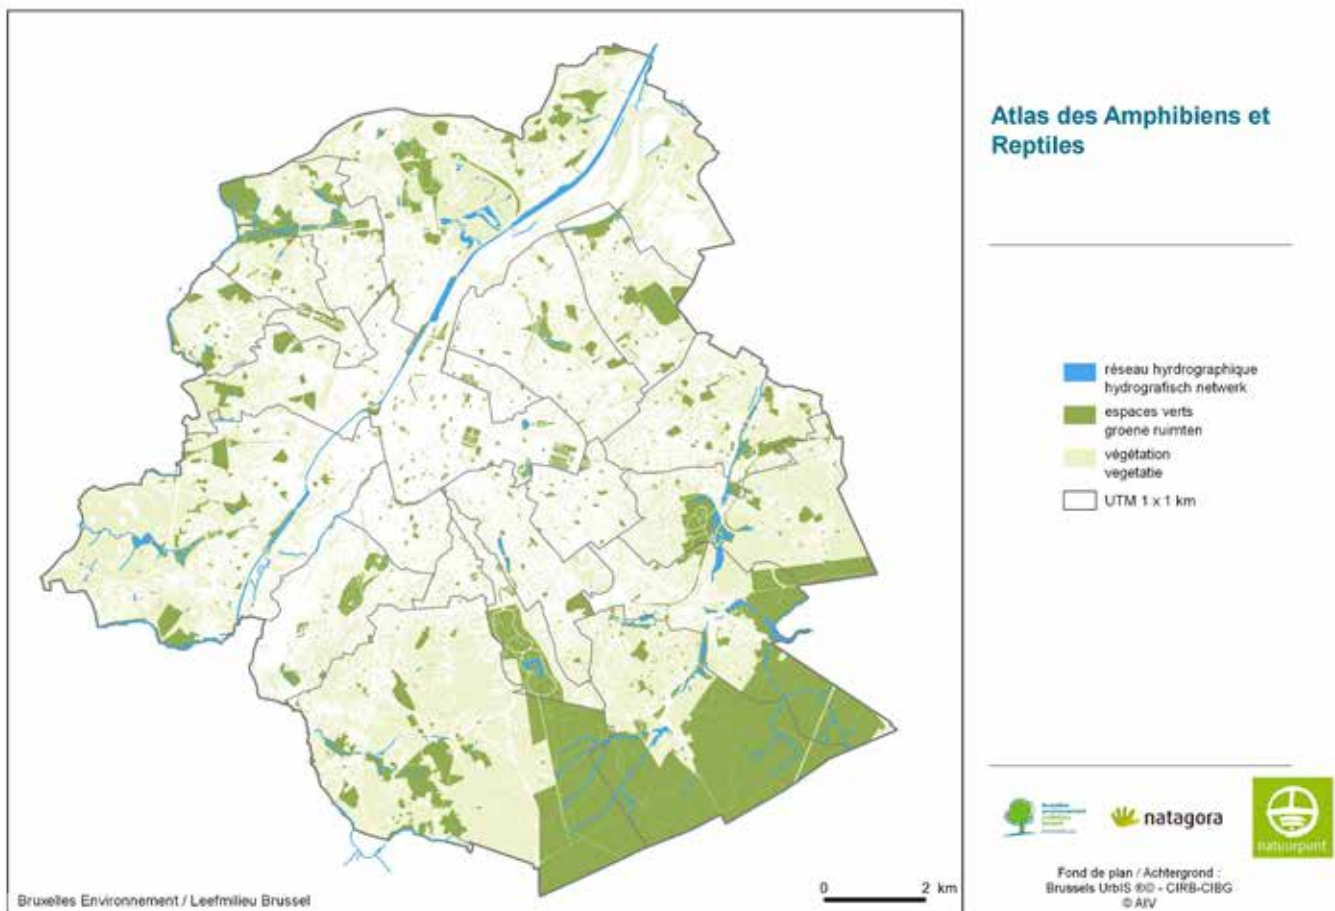 Atlas des Amphibiens et
Reptiles
réseau hyrdrographique
hydrografisch netwerk
espaces verts
groene ruimten
végétation
vegetatie
UTM 1 x 1 km
natagora
natuurpunt
Fond de plan / Achtergrond :
Brussels UrbIS ®© - CIRB-CIBG
© AIV
0 2 km
Bruxelles Environnement / Leefmilieu Brussel